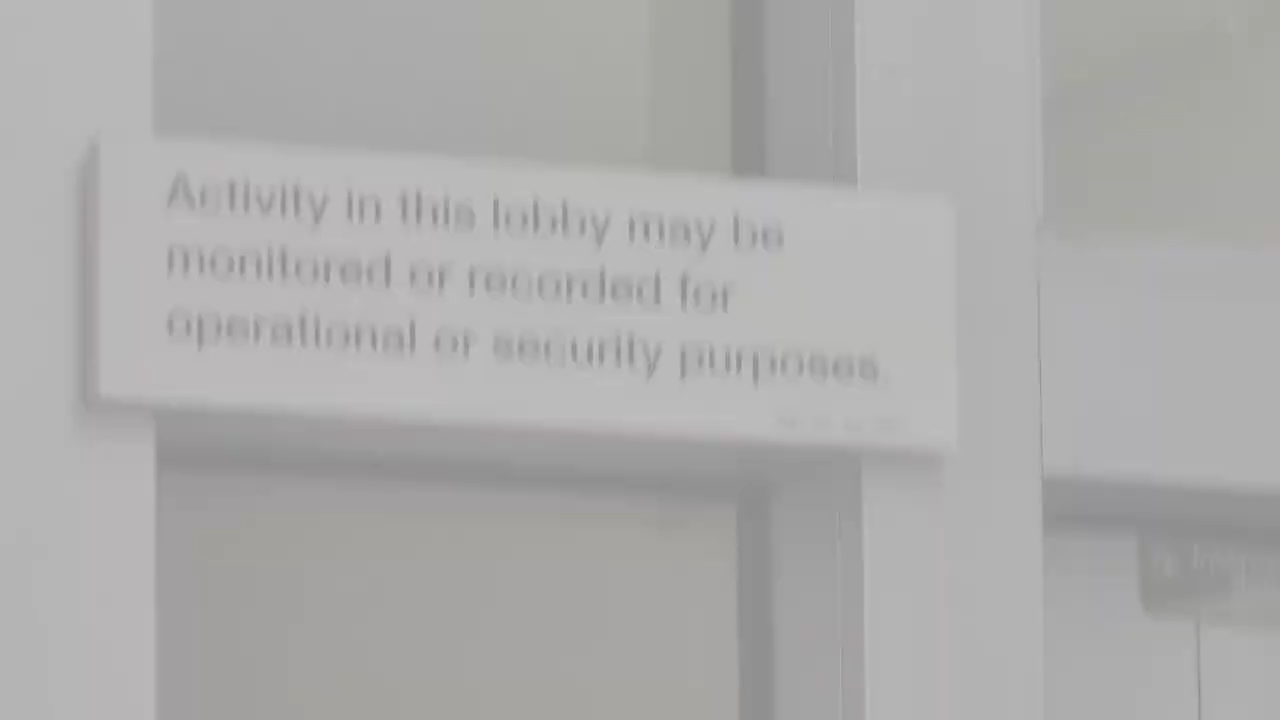 Activity in this lobby may be
monitored or recorded for
operational or security purposes.